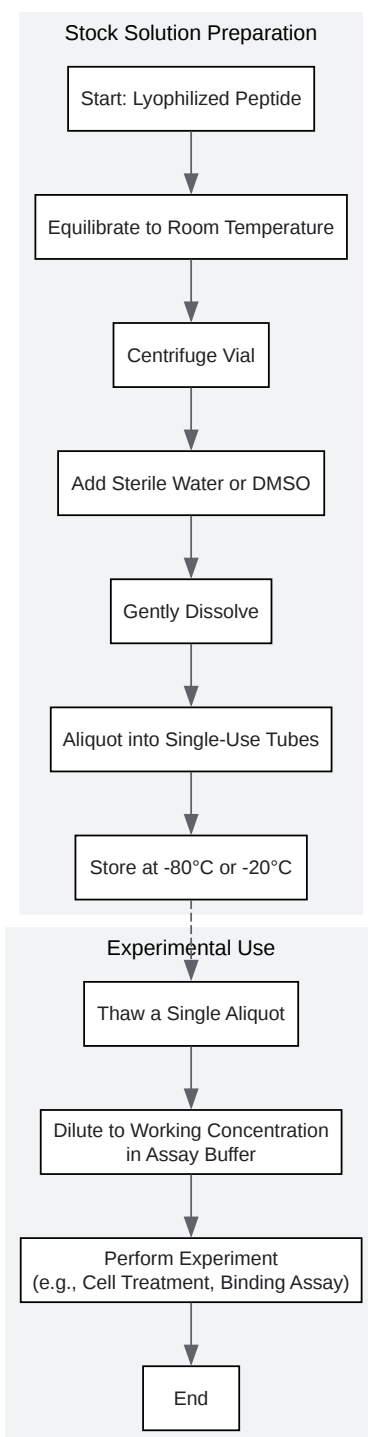 Stock Solution Preparation
Start: Lyophilized Peptide
Equilibrate to Room Temperature
Centrifuge Vial
Add Sterile Water or DMSO
Gently Dissolve
Aliquot into Single-Use Tubes
Store at -80°C or -20°C
Experimental Use
Thaw a Single Aliquot
Dilute to Working Concentration
in Assay Buffer
Perform Experiment
(e.g., Cell Treatment, Binding Assay)
End